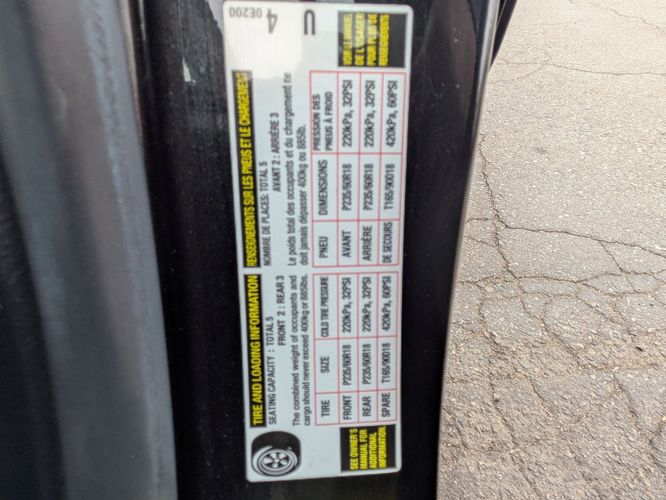 TIRE AND LOADING INFORMATION
SEATING CAPACITY : TOTAL 5
FRONT 2 : REAR 3
The combined weight of occupants and
cargo should never exceed 400kg or 885lbs.
TIRE SIZE COLD TIRE PRESSURE
FRONT P235/60R18 220kPa, 32PSI
REAR P235/60R18 220kPa, 32PSI
SPARE T165/90D18 420kPa, 60PSI
SEE OWNER'S
MANUAL FOR
ADDITIONAL
INFORMATION
RENSEIGNEMENTS SUR LES PNEUS ET LE CHARGEMENT
NOMBRE DE PLACES: TOTAL 5
AVANT 2 : ARRIÈRE 3
Le poids total des occupants et du chargement ne
doit jamais dépasser 400kg ou 885lb.
PNEU DIMENSIONS PRESSION DES
PNEUS À FROID
AVANT P235/60R18 220kPa, 32PSI
ARRIÈRE P235/60R18 220kPa, 32PSI
DE SECOURS T165/90D18 420kPa, 60PSI
VOIR LE MANUEL
DE L'USAGER
POUR PLUS DE
RENSEIGNEMENTS
4
0E200
U